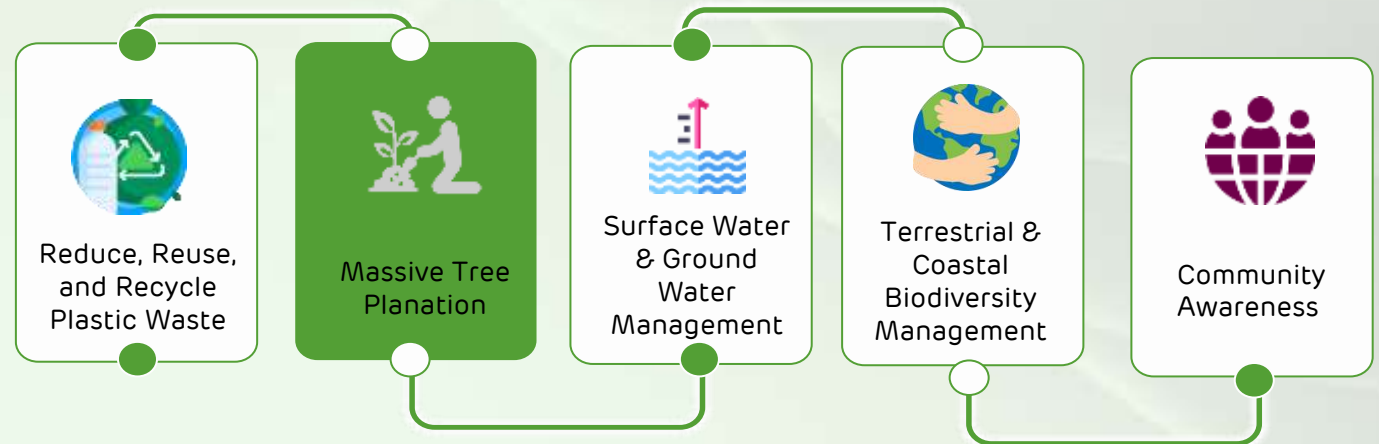 Reduce, Reuse,
and Recycle
Plastic Waste
Massive Tree
Planation
Surface Water
& Ground
Water
Management
Terrestrial &
Coastal
Biodiversity
Management
Community
Awareness